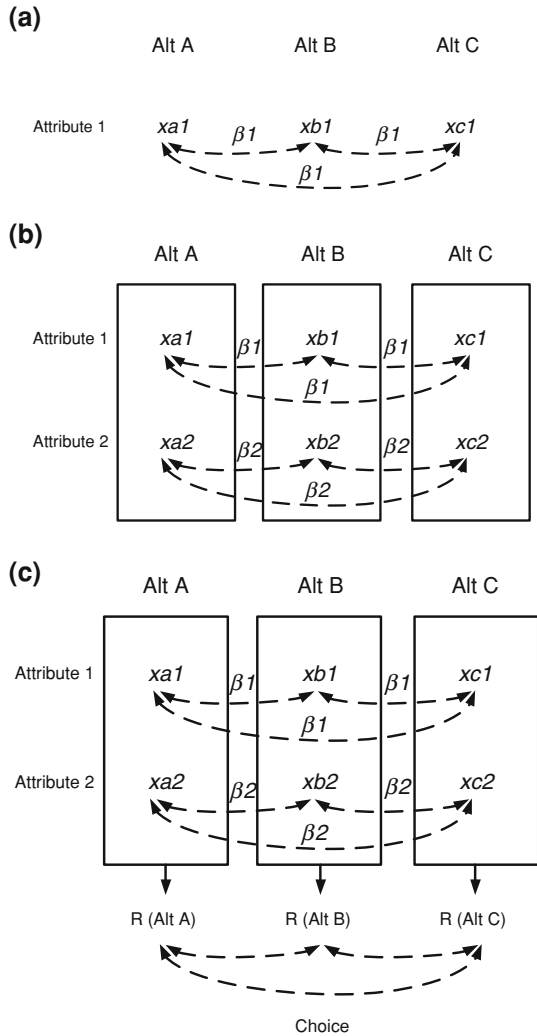 (a)
Alt A Alt B Alt C
Attribute 1 xa1 xb1 xc1
β1 β1
β1
(b)
Alt A Alt B Alt C
Attribute 1 xa1 β1 xb1 β1 xc1
β1
Attribute 2 xa2 β2 xb2 β2 xc2
β2
(c)
Alt A Alt B Alt C
Attribute 1 xa1 β1 xb1 β1 xc1
β1
Attribute 2 xa2 β2 xb2 β2 xc2
β2
R (Alt A) R (Alt B) R (Alt C)
Choice